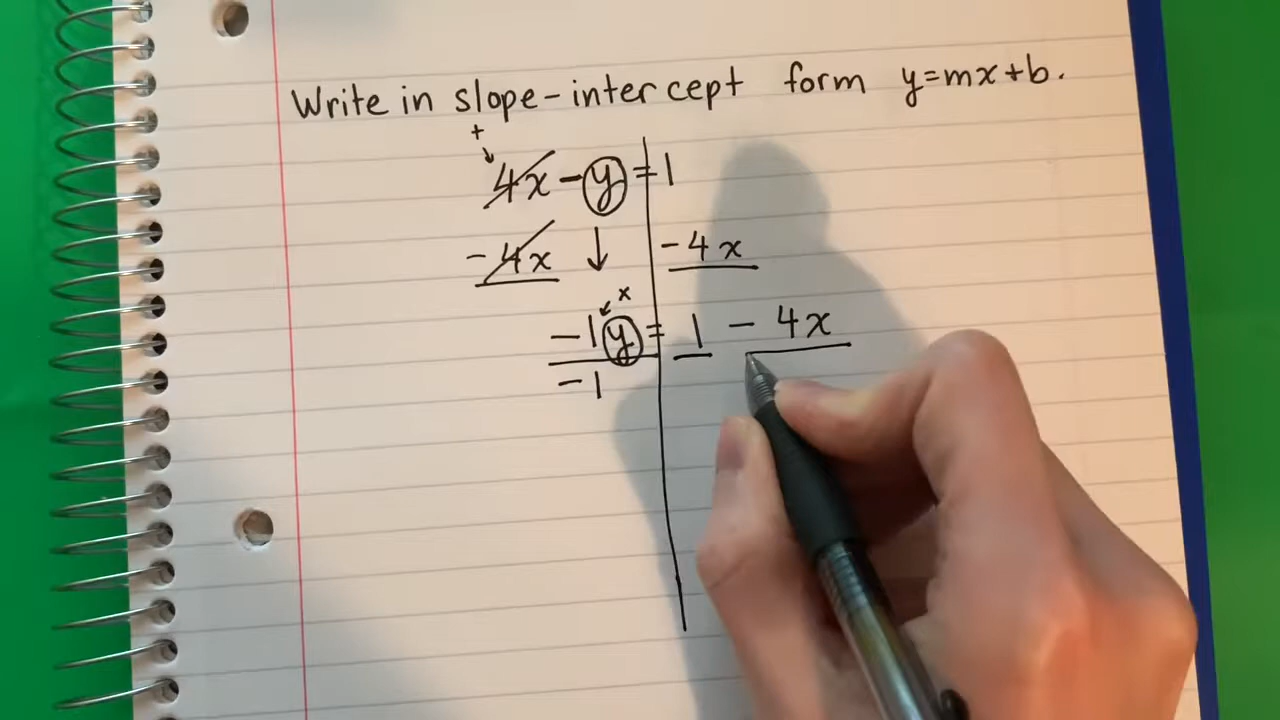 Write in slope-intercept form y=mx+b.
+
4x - y = 1
-4x -4x
x
-1y = 1 - 4x
-1